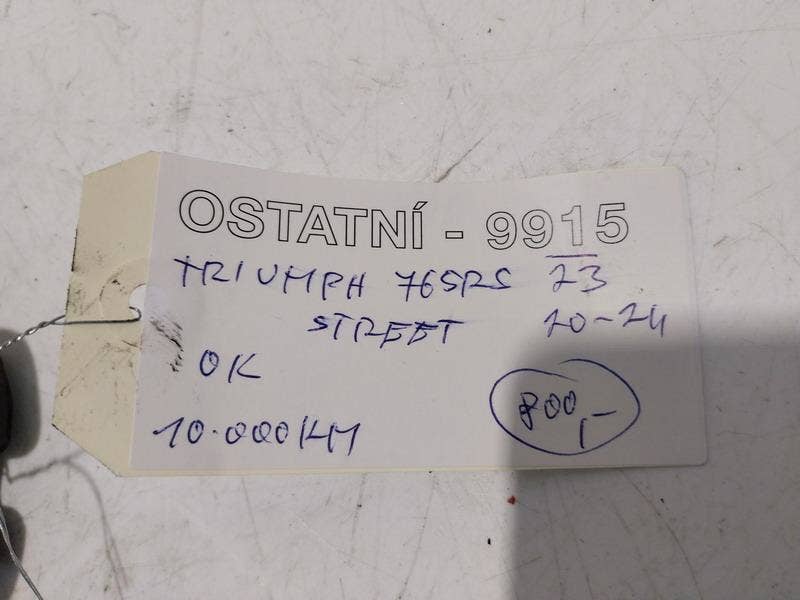 OSTATNÍ - 9915
TRIUMPH 765RS 23
STREET 20-24
OK
800,-
10.000KM